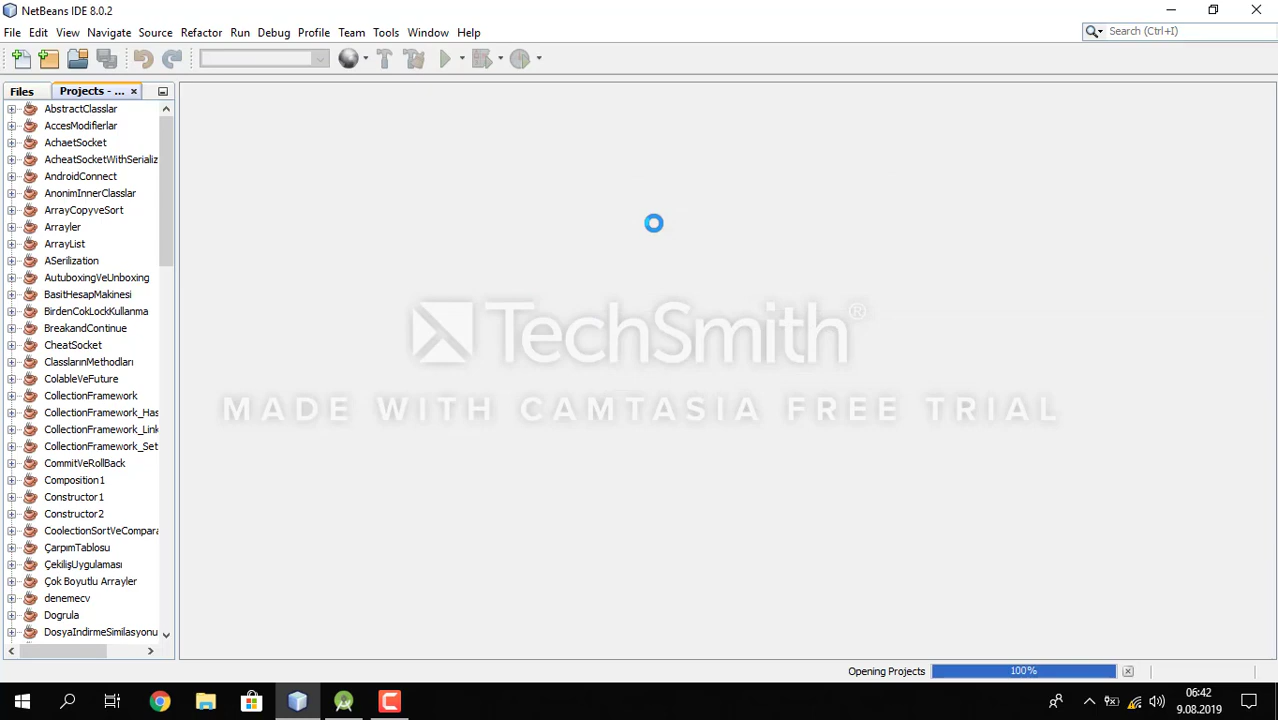 NetBeans IDE 8.0.2
File Edit View Navigate Source Refactor Run Debug Profile Team Tools Window Help
Search (Ctrl+I)
Files Projects - ...
AbstractClasslar
AccesModifierlar
AchaetSocket
AcheatSocketWithSerializ
AndroidConnect
AnonimInnerClasslar
ArrayCopyveSort
Arrayler
ArrayList
ASerilization
AutuboxingVeUnboxing
BasitHesapMakinesi
BirdenCokLockKullanma
BreakandContinue
CheatSocket
ClasslarınMethodları
ColableVeFuture
CollectionFramework
CollectionFramework_Has
CollectionFramework_Link
CollectionFramework_Set
CommitVeRollBack
Composition1
Constructor1
Constructor2
CoolectionSortVeCompara
ÇarpımTablosu
ÇekilişUygulaması
Çok Boyutlu Arrayler
denemecv
Dogrula
DosyaIndirmeSimilasyonu
TechSmith®
MADE WITH CAMTASIA FREE TRIAL
Opening Projects 100%
06:42
9.08.2019